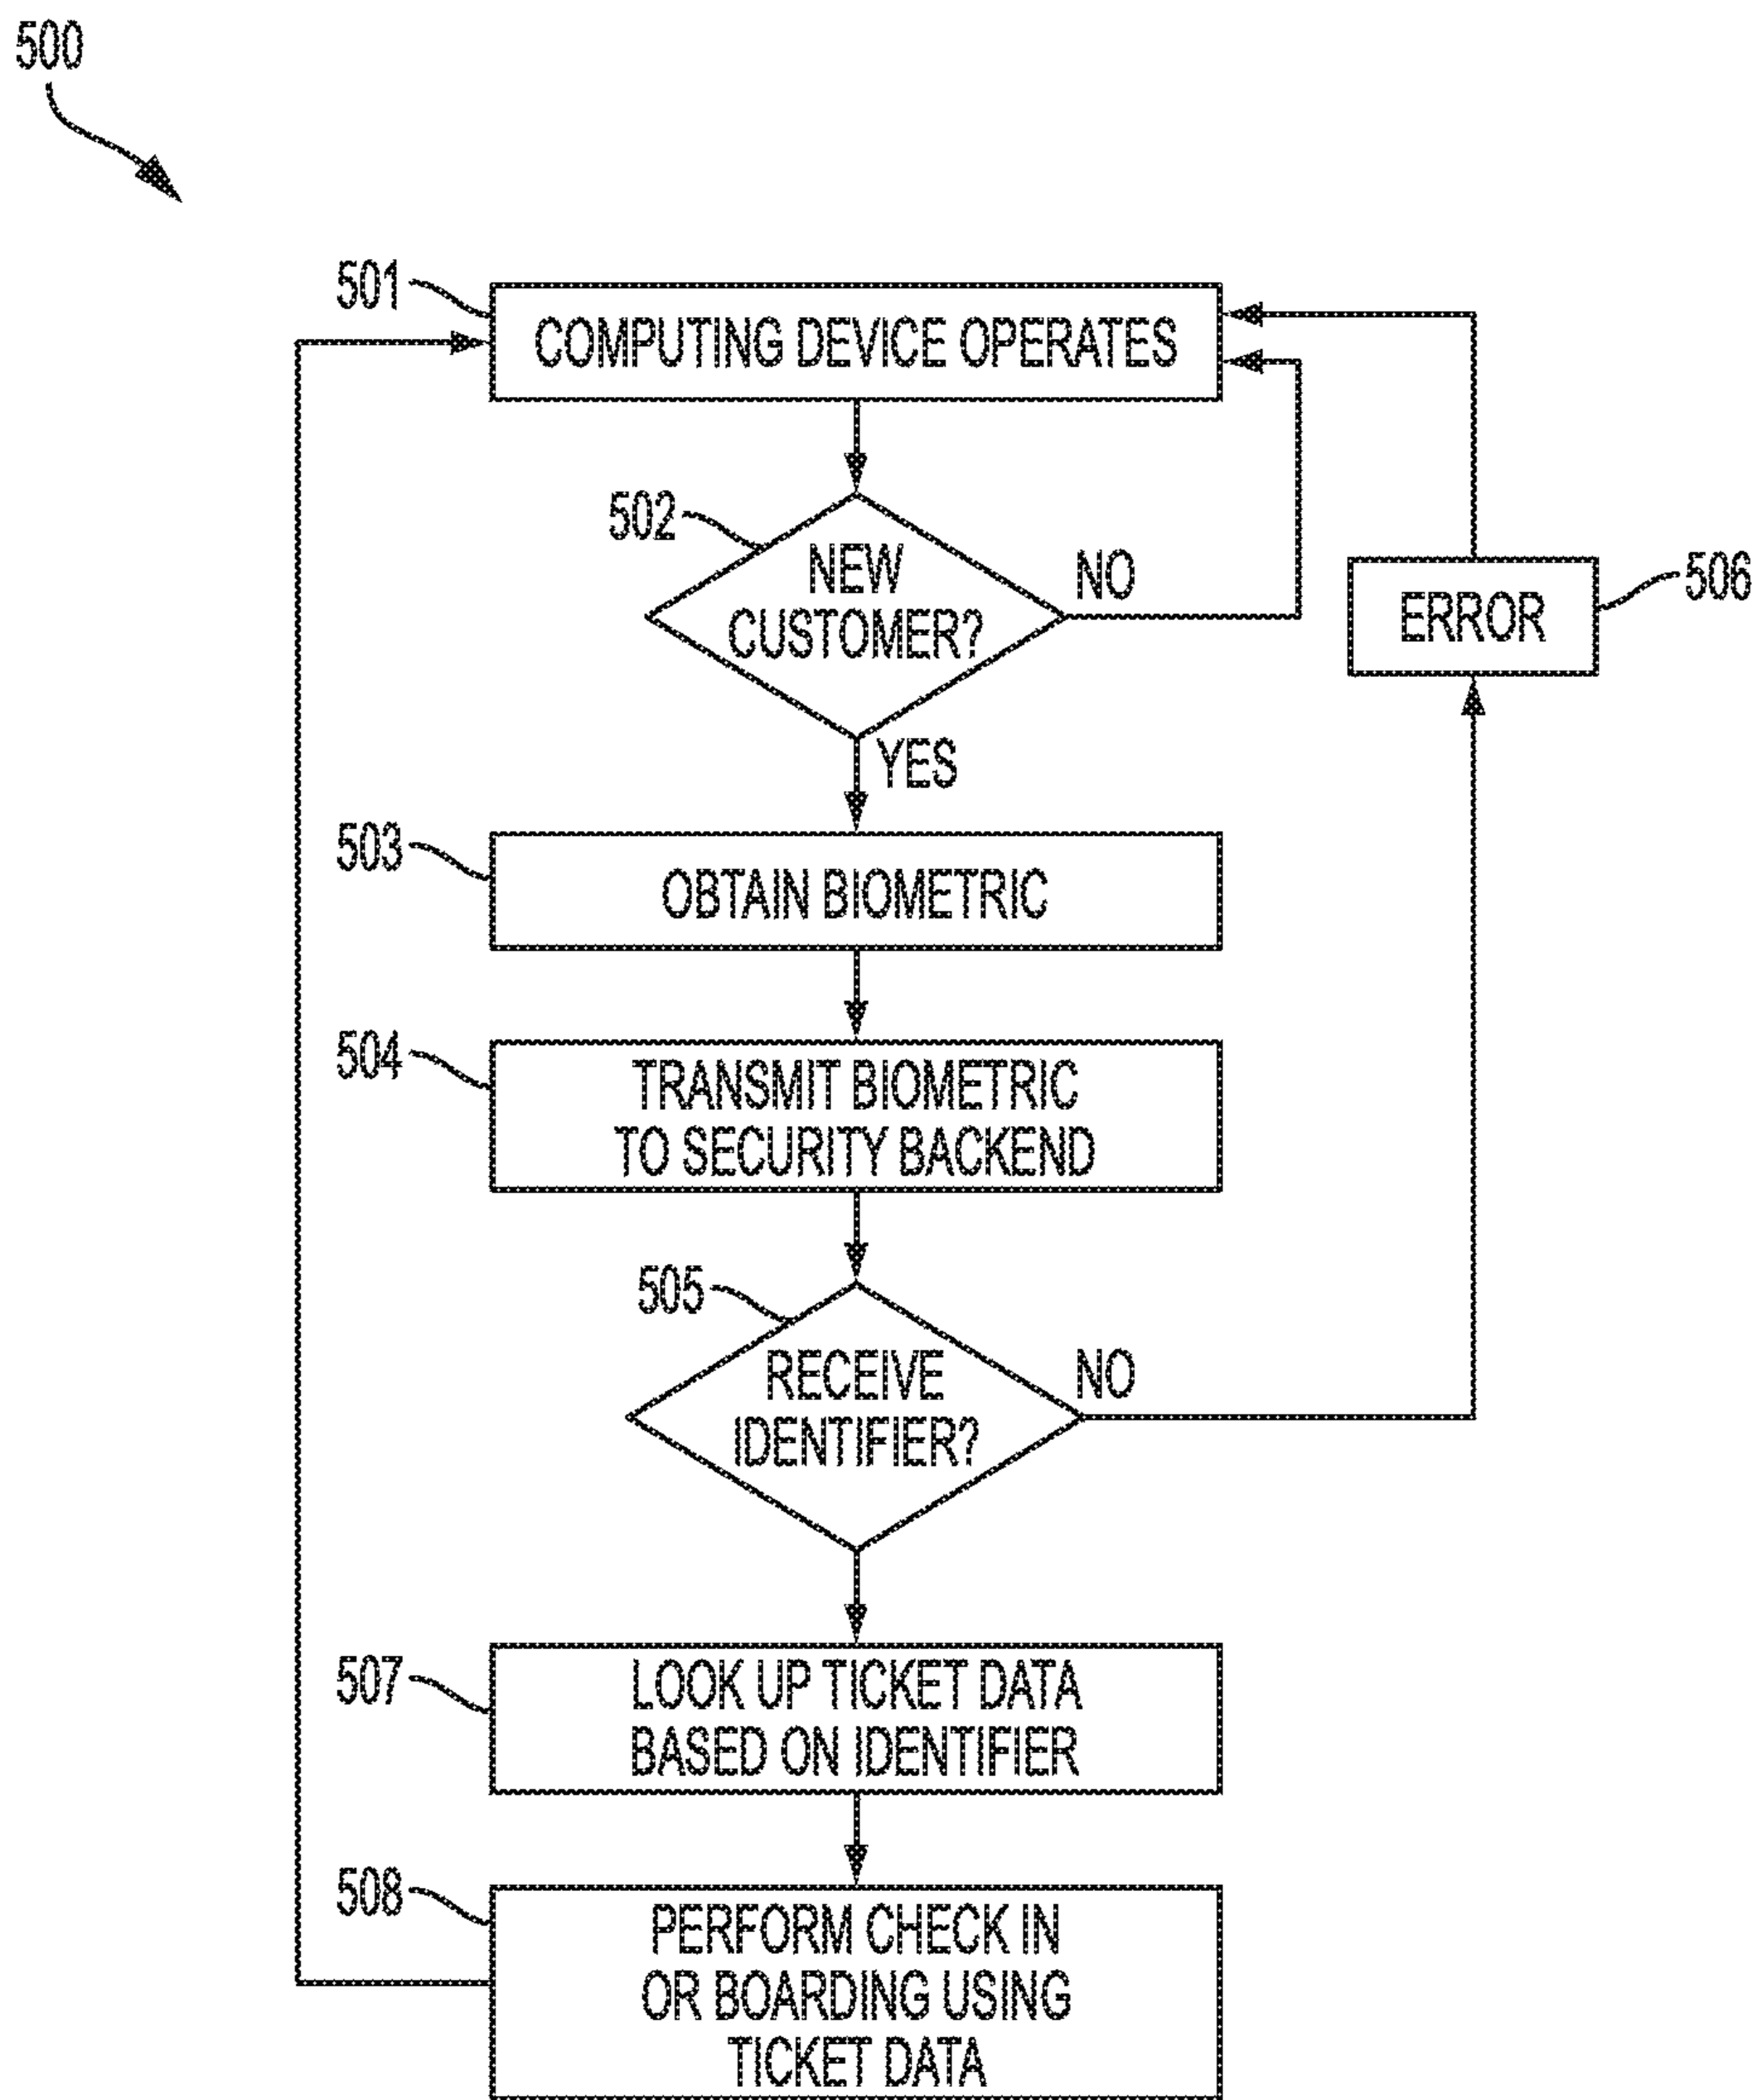 500
501
COMPUTING DEVICE OPERATES
502
NEW
CUSTOMER?
NO
506
ERROR
YES
503
OBTAIN BIOMETRIC
504
TRANSMIT BIOMETRIC
TO SECURITY BACKEND
505
RECEIVE
IDENTIFIER?
NO
507
LOOK UP TICKET DATA
BASED ON IDENTIFIER
508
PERFORM CHECK IN
OR BOARDING USING
TICKET DATA